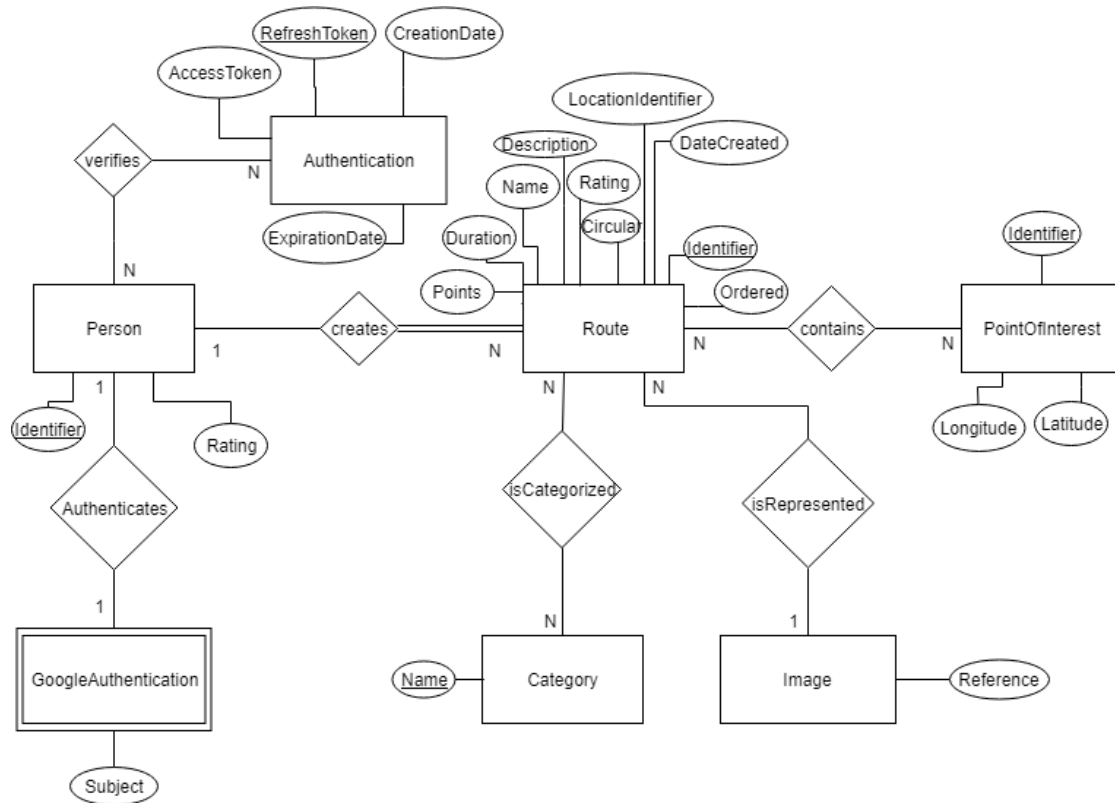 RefreshToken
CreationDate
AccessToken
LocationIdentifier
Description
DateCreated
verifies
Authentication
N
Name
Rating
Circular
Identifier
ExpirationDate
Duration
Identifier
N
Points
Ordered
Person
creates
Route
contains
PointOfInterest
1
N
N
N
1
N
N
Identifier
Rating
Longitude
Latitude
isCategorized
Authenticates
isRepresented
1
N
1
GoogleAuthentication
Name
Category
Image
Reference
Subject